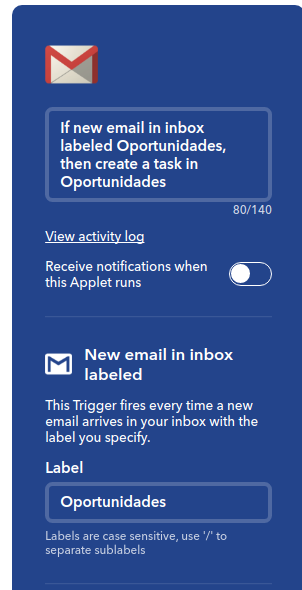 If new email in inbox
labeled Oportunidades,
then create a task in
Oportunidades
80/140
View activity log
Receive notifications when
this Applet runs
New email in inbox
labeled
This Trigger fires every time a new
email arrives in your inbox with the
label you specify.
Label
Oportunidades
Labels are case sensitive, use '/' to
separate sublabels